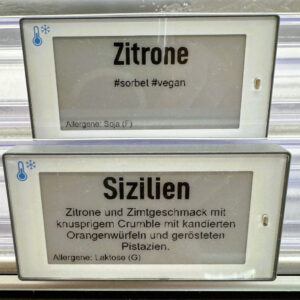 Zitrone
#sorbet #vegan
Allergene: Soja (F)
Sizilien
Zitrone und Zimtgeschmack mit
knusprigem Crumble mit kandierten
Orangenwürfeln und gerösteten
Pistazien.
Allergene: Laktose (G)